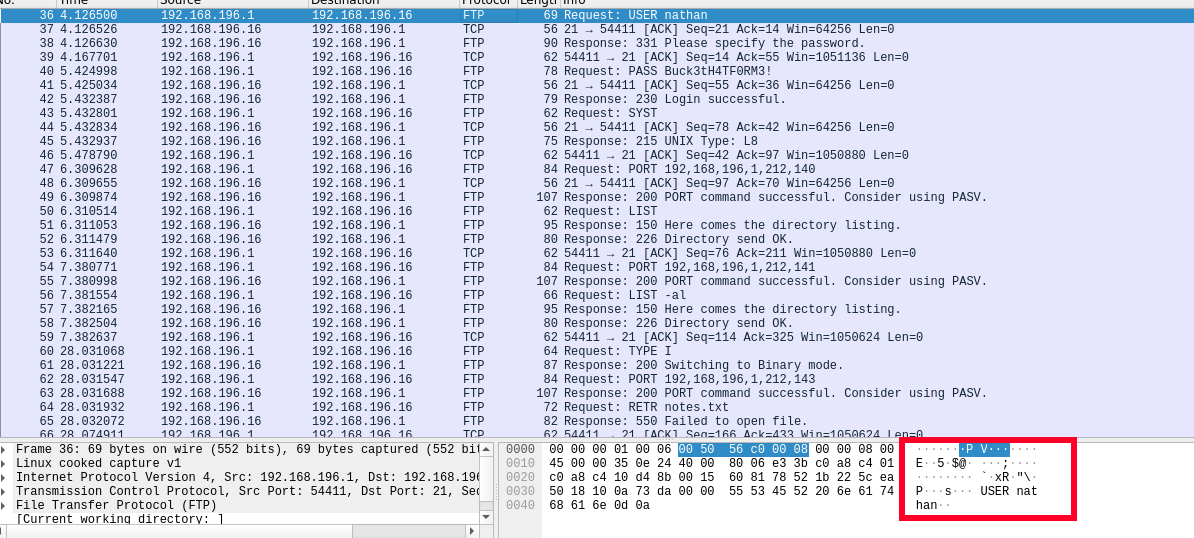 No. Time Source Destination Protocol Length Info
36 4.126500 192.168.196.1 192.168.196.16 FTP 69 Request: USER nathan
37 4.126526 192.168.196.16 192.168.196.1 TCP 56 21 → 54411 [ACK] Seq=21 Ack=14 Win=64256 Len=0
38 4.126630 192.168.196.16 192.168.196.1 FTP 90 Response: 331 Please specify the password.
39 4.167701 192.168.196.1 192.168.196.16 TCP 62 54411 → 21 [ACK] Seq=14 Ack=55 Win=1051136 Len=0
40 5.424998 192.168.196.1 192.168.196.16 FTP 78 Request: PASS Buck3tH4TF0RM3!
41 5.425034 192.168.196.16 192.168.196.1 TCP 56 21 → 54411 [ACK] Seq=55 Ack=36 Win=64256 Len=0
42 5.432387 192.168.196.16 192.168.196.1 FTP 79 Response: 230 Login successful.
43 5.432801 192.168.196.1 192.168.196.16 FTP 62 Request: SYST
44 5.432834 192.168.196.16 192.168.196.1 TCP 56 21 → 54411 [ACK] Seq=78 Ack=42 Win=64256 Len=0
45 5.432937 192.168.196.16 192.168.196.1 FTP 75 Response: 215 UNIX Type: L8
46 5.478790 192.168.196.1 192.168.196.16 TCP 62 54411 → 21 [ACK] Seq=42 Ack=97 Win=1050880 Len=0
47 6.309628 192.168.196.1 192.168.196.16 FTP 84 Request: PORT 192,168,196,1,212,140
48 6.309655 192.168.196.16 192.168.196.1 TCP 56 21 → 54411 [ACK] Seq=97 Ack=70 Win=64256 Len=0
49 6.309874 192.168.196.16 192.168.196.1 FTP 107 Response: 200 PORT command successful. Consider using PASV.
50 6.310514 192.168.196.1 192.168.196.16 FTP 62 Request: LIST
51 6.311053 192.168.196.16 192.168.196.1 FTP 95 Response: 150 Here comes the directory listing.
52 6.311479 192.168.196.16 192.168.196.1 FTP 80 Response: 226 Directory send OK.
53 6.311640 192.168.196.1 192.168.196.16 TCP 62 54411 → 21 [ACK] Seq=76 Ack=211 Win=1050880 Len=0
54 7.380771 192.168.196.1 192.168.196.16 FTP 84 Request: PORT 192,168,196,1,212,141
55 7.380998 192.168.196.16 192.168.196.1 FTP 107 Response: 200 PORT command successful. Consider using PASV.
56 7.381554 192.168.196.1 192.168.196.16 FTP 66 Request: LIST -al
57 7.382165 192.168.196.16 192.168.196.1 FTP 95 Response: 150 Here comes the directory listing.
58 7.382504 192.168.196.16 192.168.196.1 FTP 80 Response: 226 Directory send OK.
59 7.382637 192.168.196.1 192.168.196.16 TCP 62 54411 → 21 [ACK] Seq=114 Ack=325 Win=1050624 Len=0
60 28.031068 192.168.196.1 192.168.196.16 FTP 64 Request: TYPE I
61 28.031221 192.168.196.16 192.168.196.1 FTP 87 Response: 200 Switching to Binary mode.
62 28.031547 192.168.196.1 192.168.196.16 FTP 84 Request: PORT 192,168,196,1,212,143
63 28.031688 192.168.196.16 192.168.196.1 FTP 107 Response: 200 PORT command successful. Consider using PASV.
64 28.031932 192.168.196.1 192.168.196.16 FTP 72 Request: RETR notes.txt
65 28.032072 192.168.196.16 192.168.196.1 FTP 82 Response: 550 Failed to open file.
66 28.074911 192.168.196.1 192.168.196.16 TCP 62 54411 → 21 [ACK] Seq=166 Ack=433 Win=1050624 Len=0
Frame 36: 69 bytes on wire (552 bits), 69 bytes captured (552 bit
Linux cooked capture v1
Internet Protocol Version 4, Src: 192.168.196.1, Dst: 192.168.196
Transmission Control Protocol, Src Port: 54411, Dst Port: 21, Sec
File Transfer Protocol (FTP)
[Current working directory: ]
0000 00 00 00 01 00 06 00 50 56 c0 00 08 00 00 08 00 ·······P V·······
0010 45 00 00 35 0e 24 40 00 80 06 e3 3b c0 a8 c4 01 E··5·$@· ···;····
0020 c0 a8 c4 10 d4 8b 00 15 60 81 78 52 1b 22 5c ea ········ `·xR·"\·
0030 50 18 10 0a 73 da 00 00 55 53 45 52 20 6e 61 74 P···s··· USER nat
0040 68 61 6e 0d 0a han··